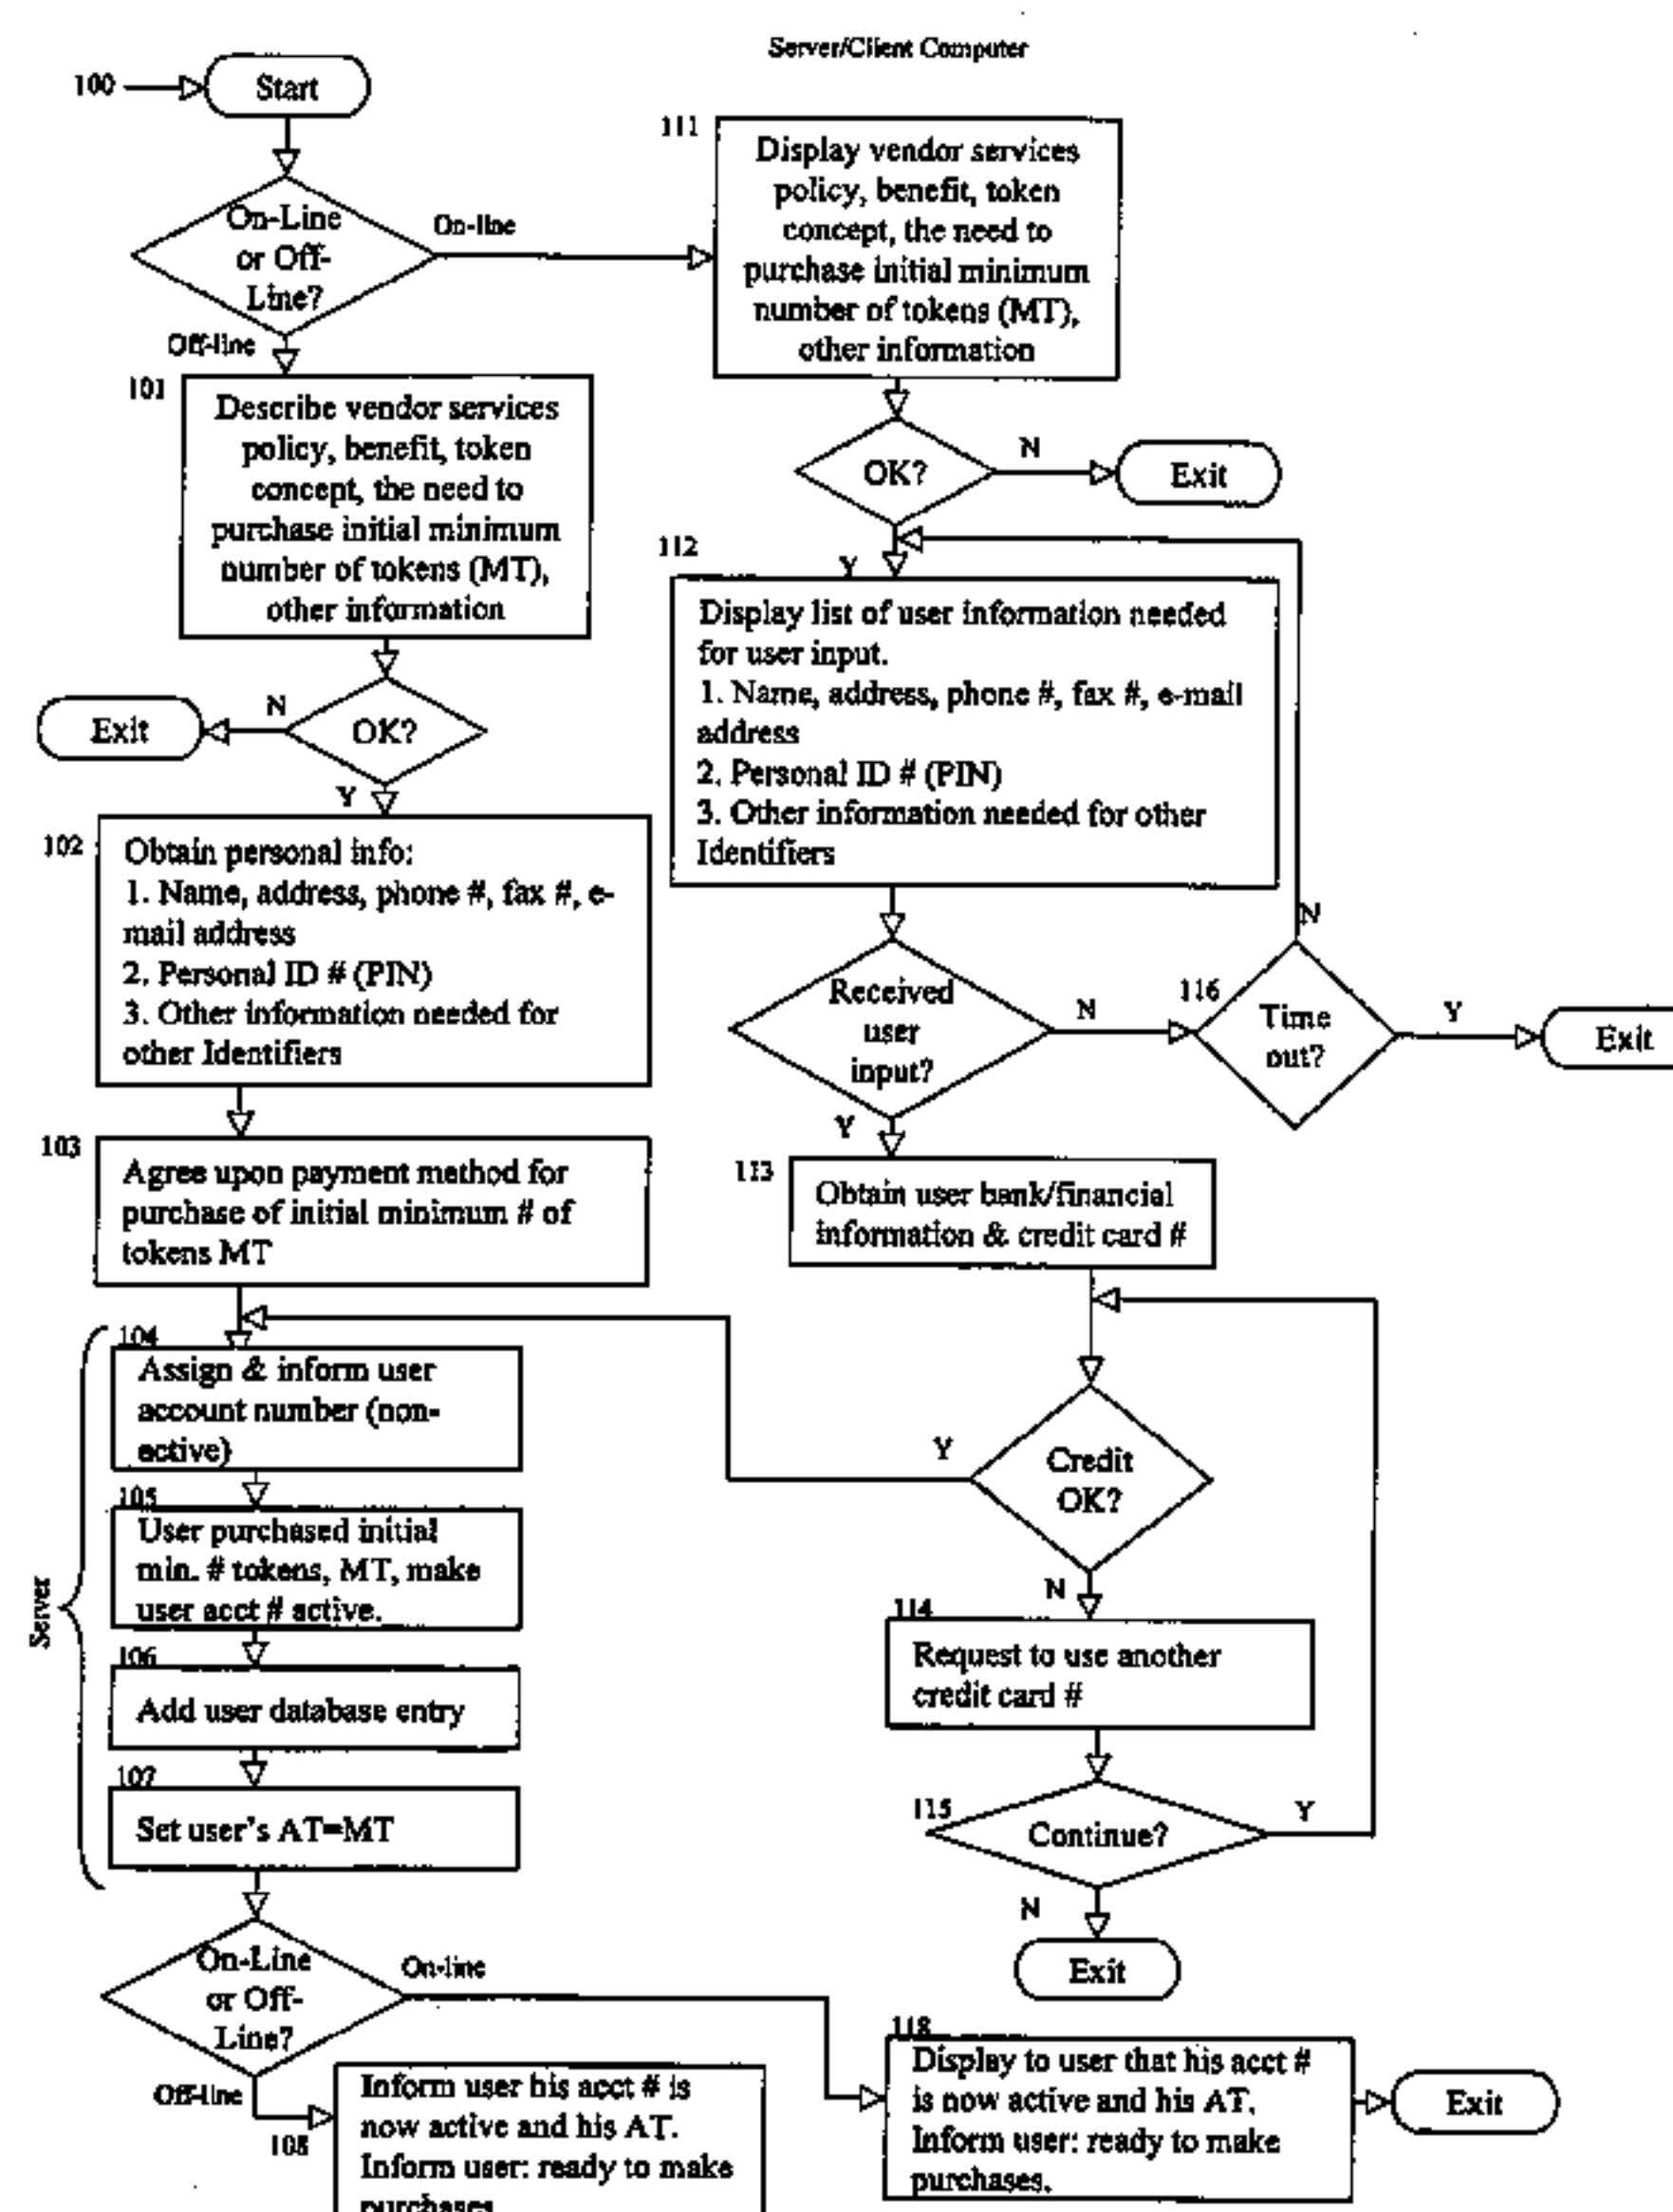 Server/Client Computer
100
Start
On-Line
or Off-
Line?
On-line
Off-line
111
Display vendor services
policy, benefit, token
concept, the need to
purchase initial minimum
number of tokens (MT),
other information
OK?
N
Exit
Y
101
Describe vendor services
policy, benefit, token
concept, the need to
purchase initial minimum
number of tokens (MT),
other information
OK?
N
Exit
Y
112
Display list of user information needed
for user input.
1. Name, address, phone #, fax #, e-mail
address
2. Personal ID # (PIN)
3. Other information needed for other
Identifiers
102
Obtain personal info:
1. Name, address, phone #, fax #, e-
mail address
2. Personal ID # (PIN)
3. Other information needed for
other Identifiers
Received
user
input?
N
Y
116
Time
out?
N
Y
Exit
103
Agree upon payment method for
purchase of initial minimum # of
tokens MT
113
Obtain user bank/financial
information & credit card #
Server
104
Assign & inform user
account number (non-
active)
Credit
OK?
Y
N
105
User purchased initial
min. # tokens, MT, make
user acct # active.
114
Request to use another
credit card #
106
Add user database entry
107
Set user's AT=MT
115
Continue?
Y
N
Exit
On-Line
or Off-
Line?
On-line
Off-line
108
Inform user his acct # is
now active and his AT.
Inform user: ready to make
purchases
118
Display to user that his acct #
is now active and his AT.
Inform user: ready to make
purchases.
Exit